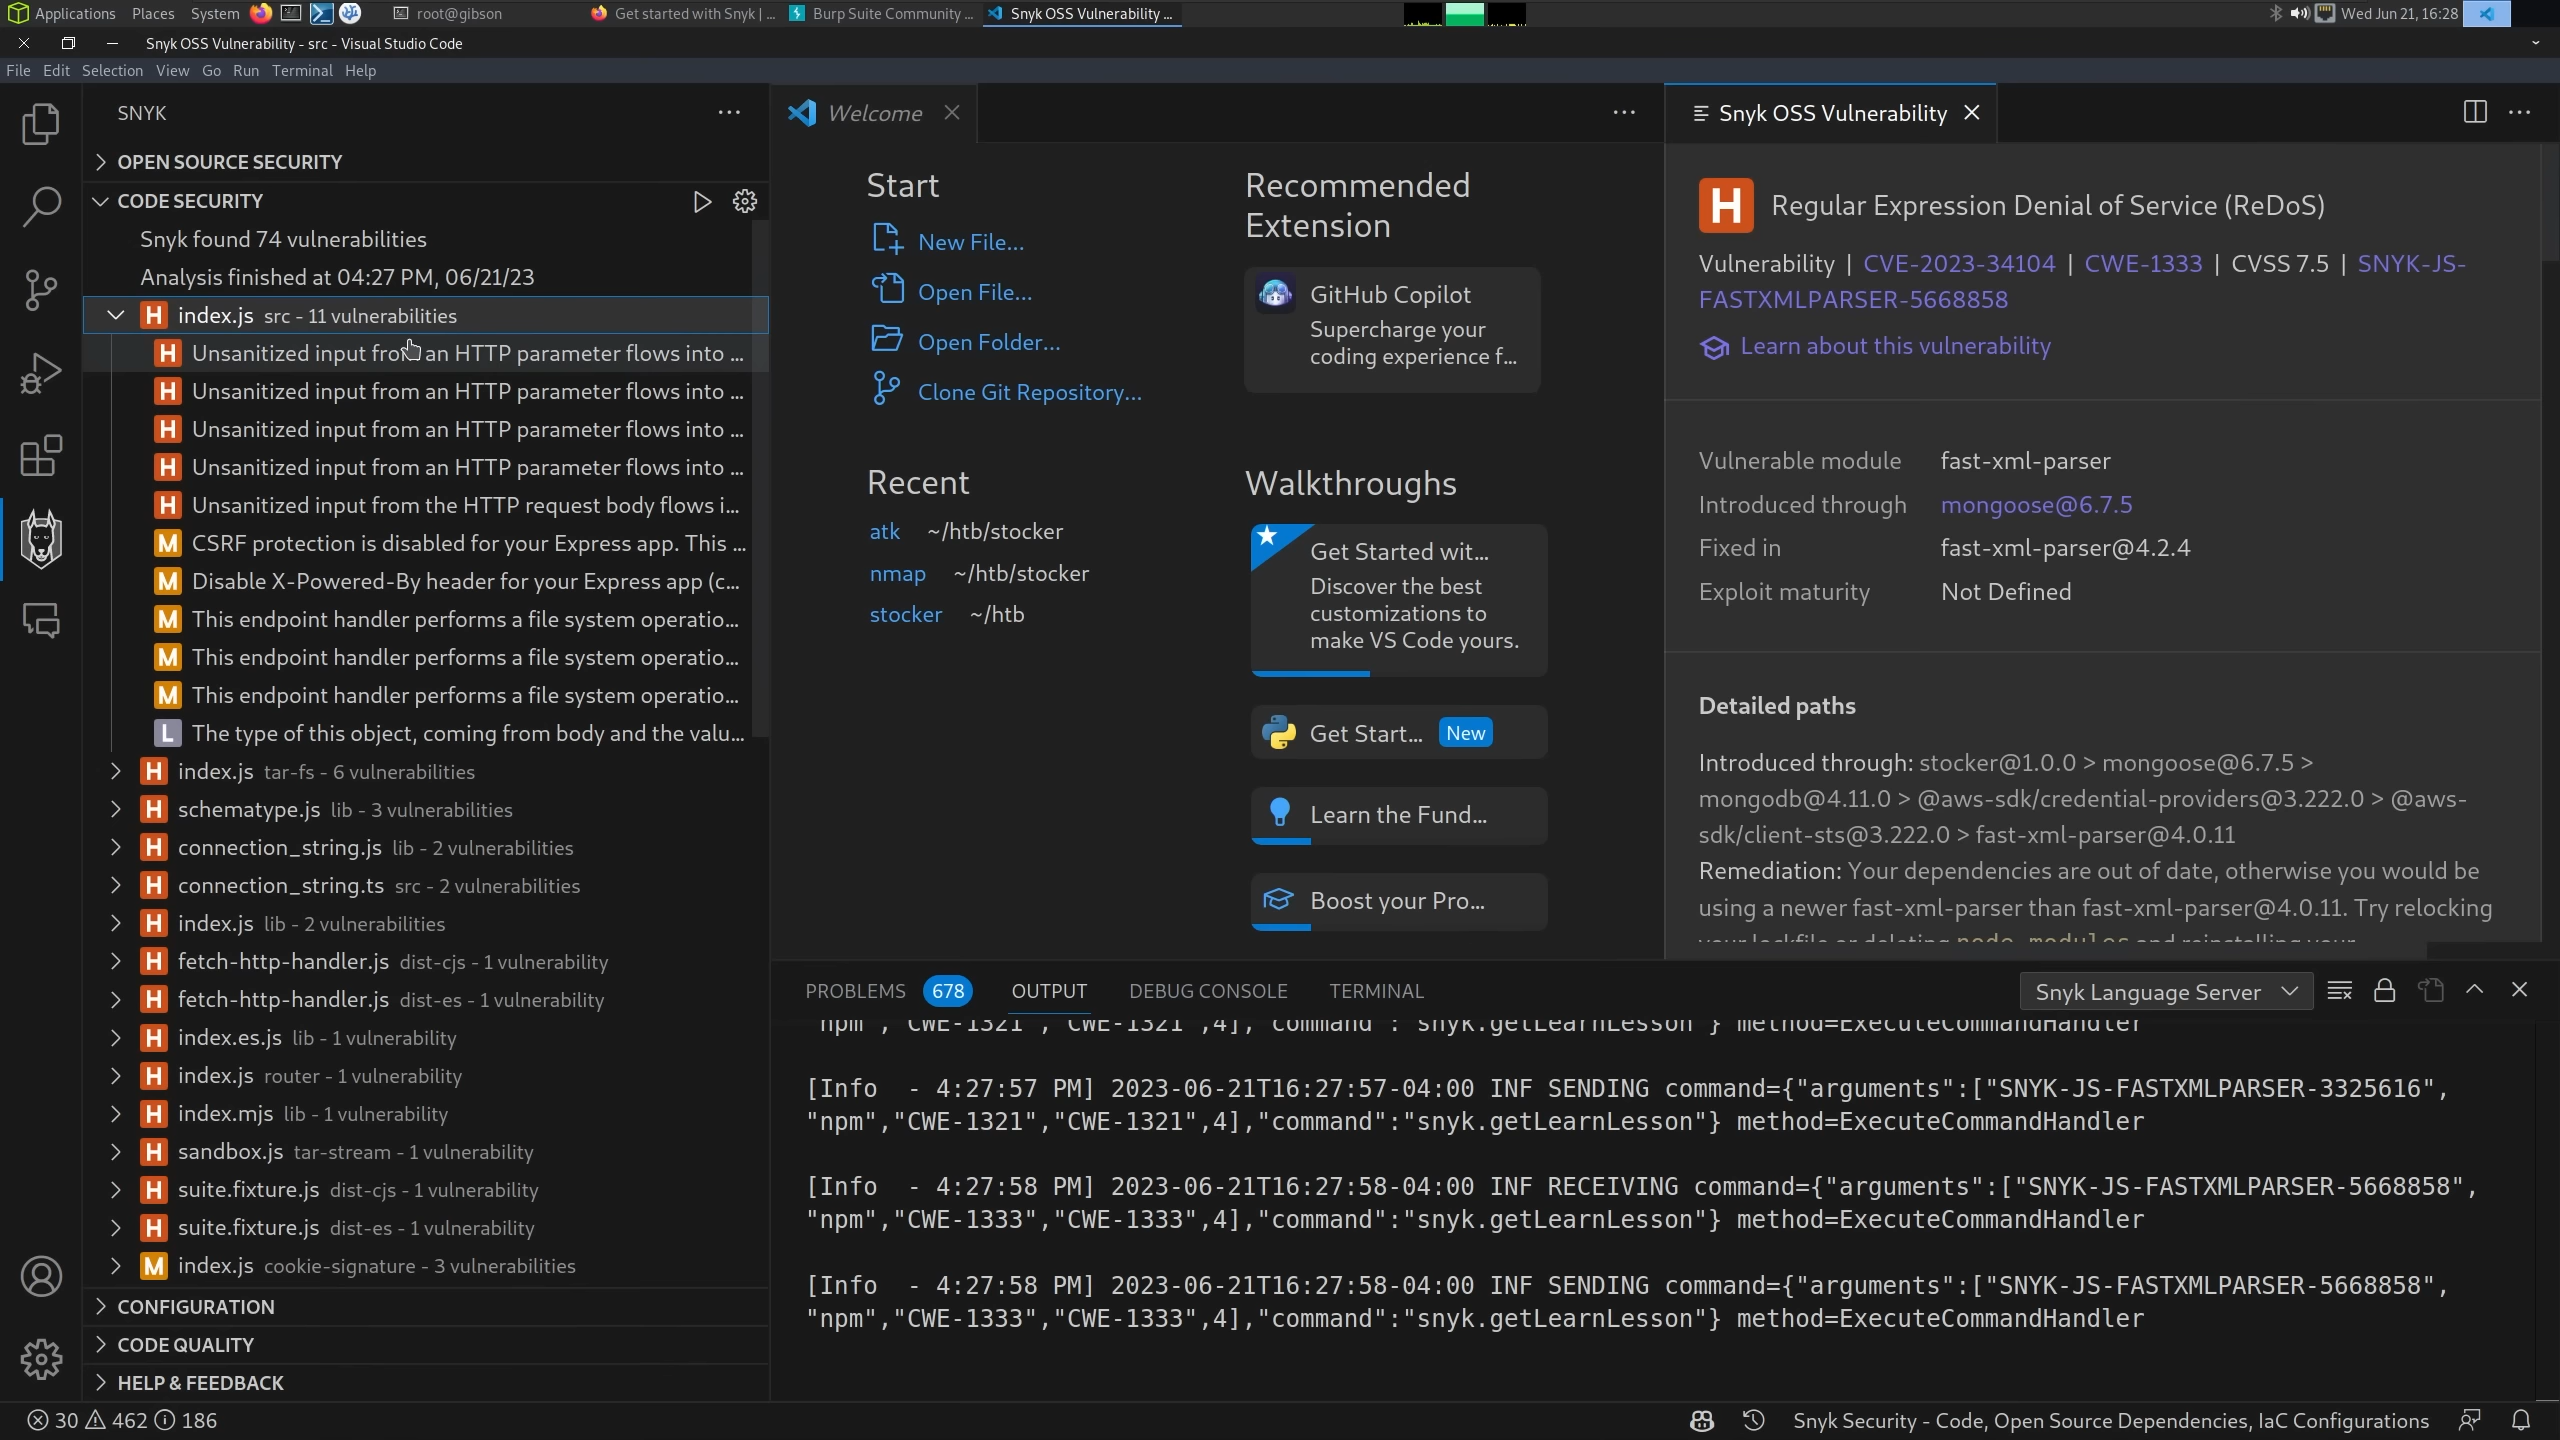 Applications Places System root@gibson Get started with Snyk | ... Burp Suite Community ... Snyk OSS Vulnerability ... Wed Jun 21, 16:28
Snyk OSS Vulnerability - src - Visual Studio Code
File Edit Selection View Go Run Terminal Help
SNYK
OPEN SOURCE SECURITY
CODE SECURITY
Snyk found 74 vulnerabilities
Analysis finished at 04:27 PM, 06/21/23
H index.js src - 11 vulnerabilities
H Unsanitized input from an HTTP parameter flows into ...
H Unsanitized input from an HTTP parameter flows into ...
H Unsanitized input from an HTTP parameter flows into ...
H Unsanitized input from an HTTP parameter flows into ...
H Unsanitized input from the HTTP request body flows i...
M CSRF protection is disabled for your Express app. This ...
M Disable X-Powered-By header for your Express app (c...
M This endpoint handler performs a file system operatio...
M This endpoint handler performs a file system operatio...
M This endpoint handler performs a file system operatio...
L The type of this object, coming from body and the valu...
H index.js tar-fs - 6 vulnerabilities
H schematype.js lib - 3 vulnerabilities
H connection_string.js lib - 2 vulnerabilities
H connection_string.ts src - 2 vulnerabilities
H index.js lib - 2 vulnerabilities
H fetch-http-handler.js dist-cjs - 1 vulnerability
H fetch-http-handler.js dist-es - 1 vulnerability
H index.es.js lib - 1 vulnerability
H index.js router - 1 vulnerability
H index.mjs lib - 1 vulnerability
H sandbox.js tar-stream - 1 vulnerability
H suite.fixture.js dist-cjs - 1 vulnerability
H suite.fixture.js dist-es - 1 vulnerability
M index.js cookie-signature - 3 vulnerabilities
CONFIGURATION
CODE QUALITY
HELP & FEEDBACK
Welcome
Start
New File...
Open File...
Open Folder...
Clone Git Repository...
Recent
atk ~/htb/stocker
nmap ~/htb/stocker
stocker ~/htb
Recommended
Extension
GitHub Copilot
Supercharge your
coding experience f...
Walkthroughs
Get Started wit...
Discover the best
customizations to
make VS Code yours.
Get Start... New
Learn the Fund...
Boost your Pro...
Snyk OSS Vulnerability
H Regular Expression Denial of Service (ReDoS)
Vulnerability | CVE-2023-34104 | CWE-1333 | CVSS 7.5 | SNYK-JS-
FASTXMLPARSER-5668858
Learn about this vulnerability
Vulnerable module fast-xml-parser
Introduced through mongoose@6.7.5
Fixed in fast-xml-parser@4.2.4
Exploit maturity Not Defined
Detailed paths
Introduced through: stocker@1.0.0 > mongoose@6.7.5 >
mongodb@4.11.0 > @aws-sdk/credential-providers@3.222.0 > @aws-
sdk/client-sts@3.222.0 > fast-xml-parser@4.0.11
Remediation: Your dependencies are out of date, otherwise you would be
using a newer fast-xml-parser than fast-xml-parser@4.0.11. Try relocking
your lockfile or deleting node_modules and reinstalling your
PROBLEMS 678 OUTPUT DEBUG CONSOLE TERMINAL Snyk Language Server
"npm","CWE-1321","CWE-1321",4],"command":"snyk.getLearnLesson"} method=ExecuteCommandHandler
[Info  - 4:27:57 PM] 2023-06-21T16:27:57-04:00 INF SENDING command={"arguments":["SNYK-JS-FASTXMLPARSER-3325616",
"npm","CWE-1321","CWE-1321",4],"command":"snyk.getLearnLesson"} method=ExecuteCommandHandler
[Info  - 4:27:58 PM] 2023-06-21T16:27:58-04:00 INF RECEIVING command={"arguments":["SNYK-JS-FASTXMLPARSER-5668858",
"npm","CWE-1333","CWE-1333",4],"command":"snyk.getLearnLesson"} method=ExecuteCommandHandler
[Info  - 4:27:58 PM] 2023-06-21T16:27:58-04:00 INF SENDING command={"arguments":["SNYK-JS-FASTXMLPARSER-5668858",
"npm","CWE-1333","CWE-1333",4],"command":"snyk.getLearnLesson"} method=ExecuteCommandHandler
30 462 186 Snyk Security - Code, Open Source Dependencies, IaC Configurations